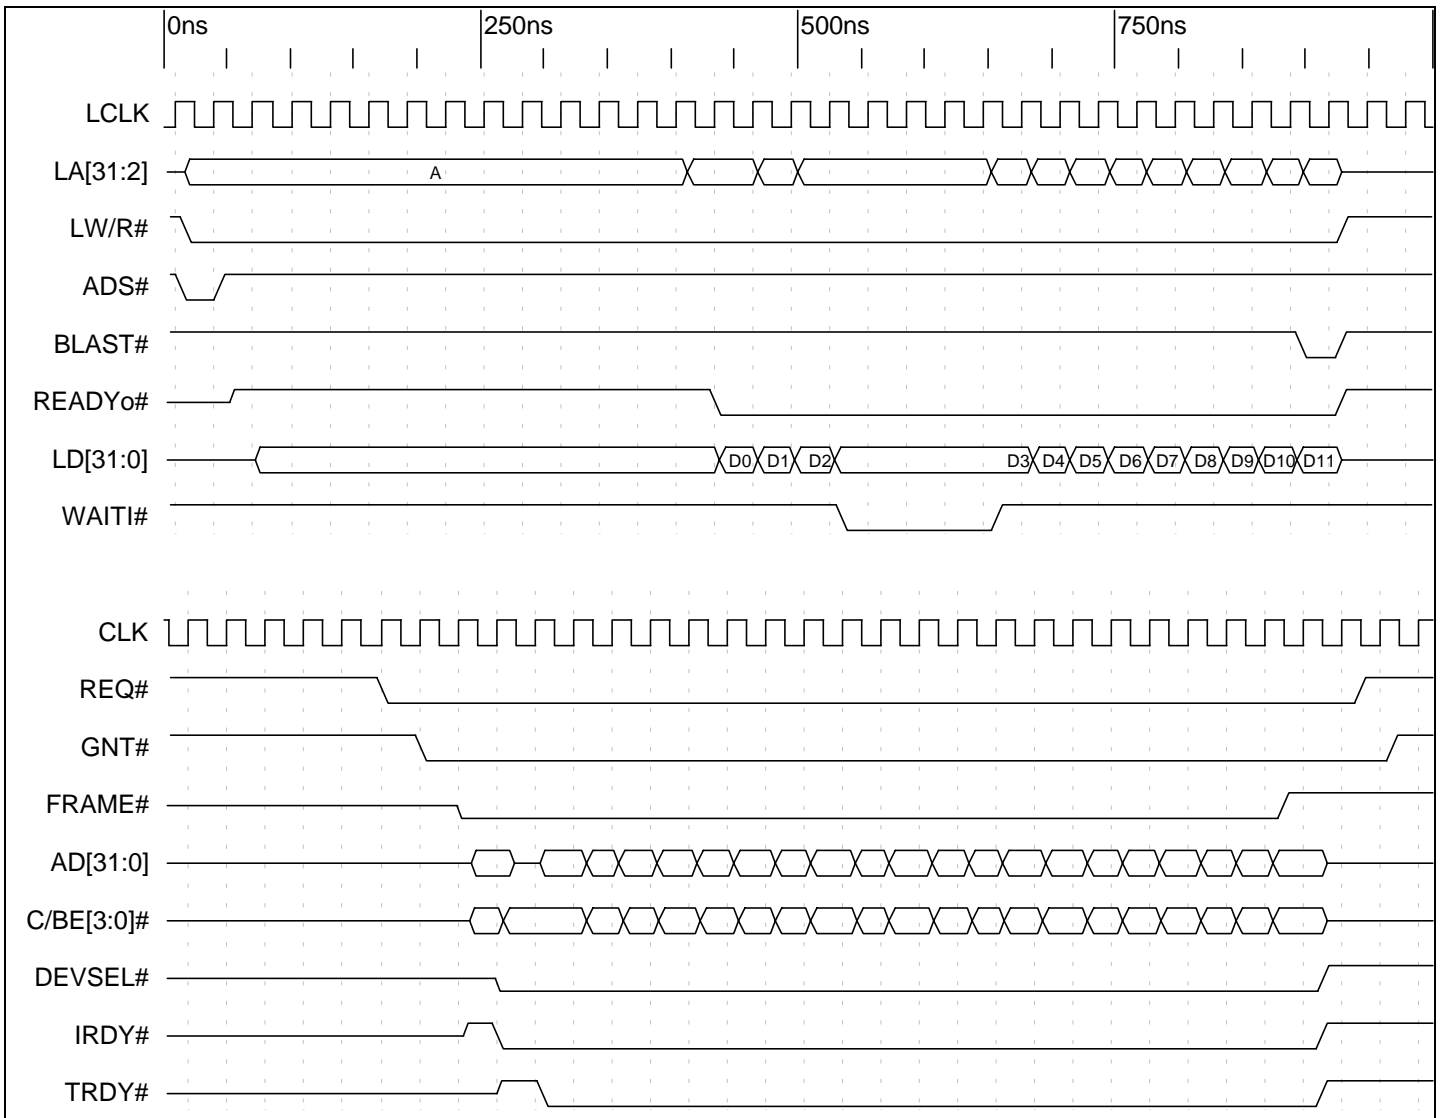 0ns 250ns 500ns 750ns
LCLK
LA[31:2] A
LW/R#
ADS#
BLAST#
READYo#
LD[31:0] D0 D1 D2 D3 D4 D5 D6 D7 D8 D9 D10 D11
WAITI#
CLK
REQ#
GNT#
FRAME#
AD[31:0]
C/BE[3:0]#
DEVSEL#
IRDY#
TRDY#